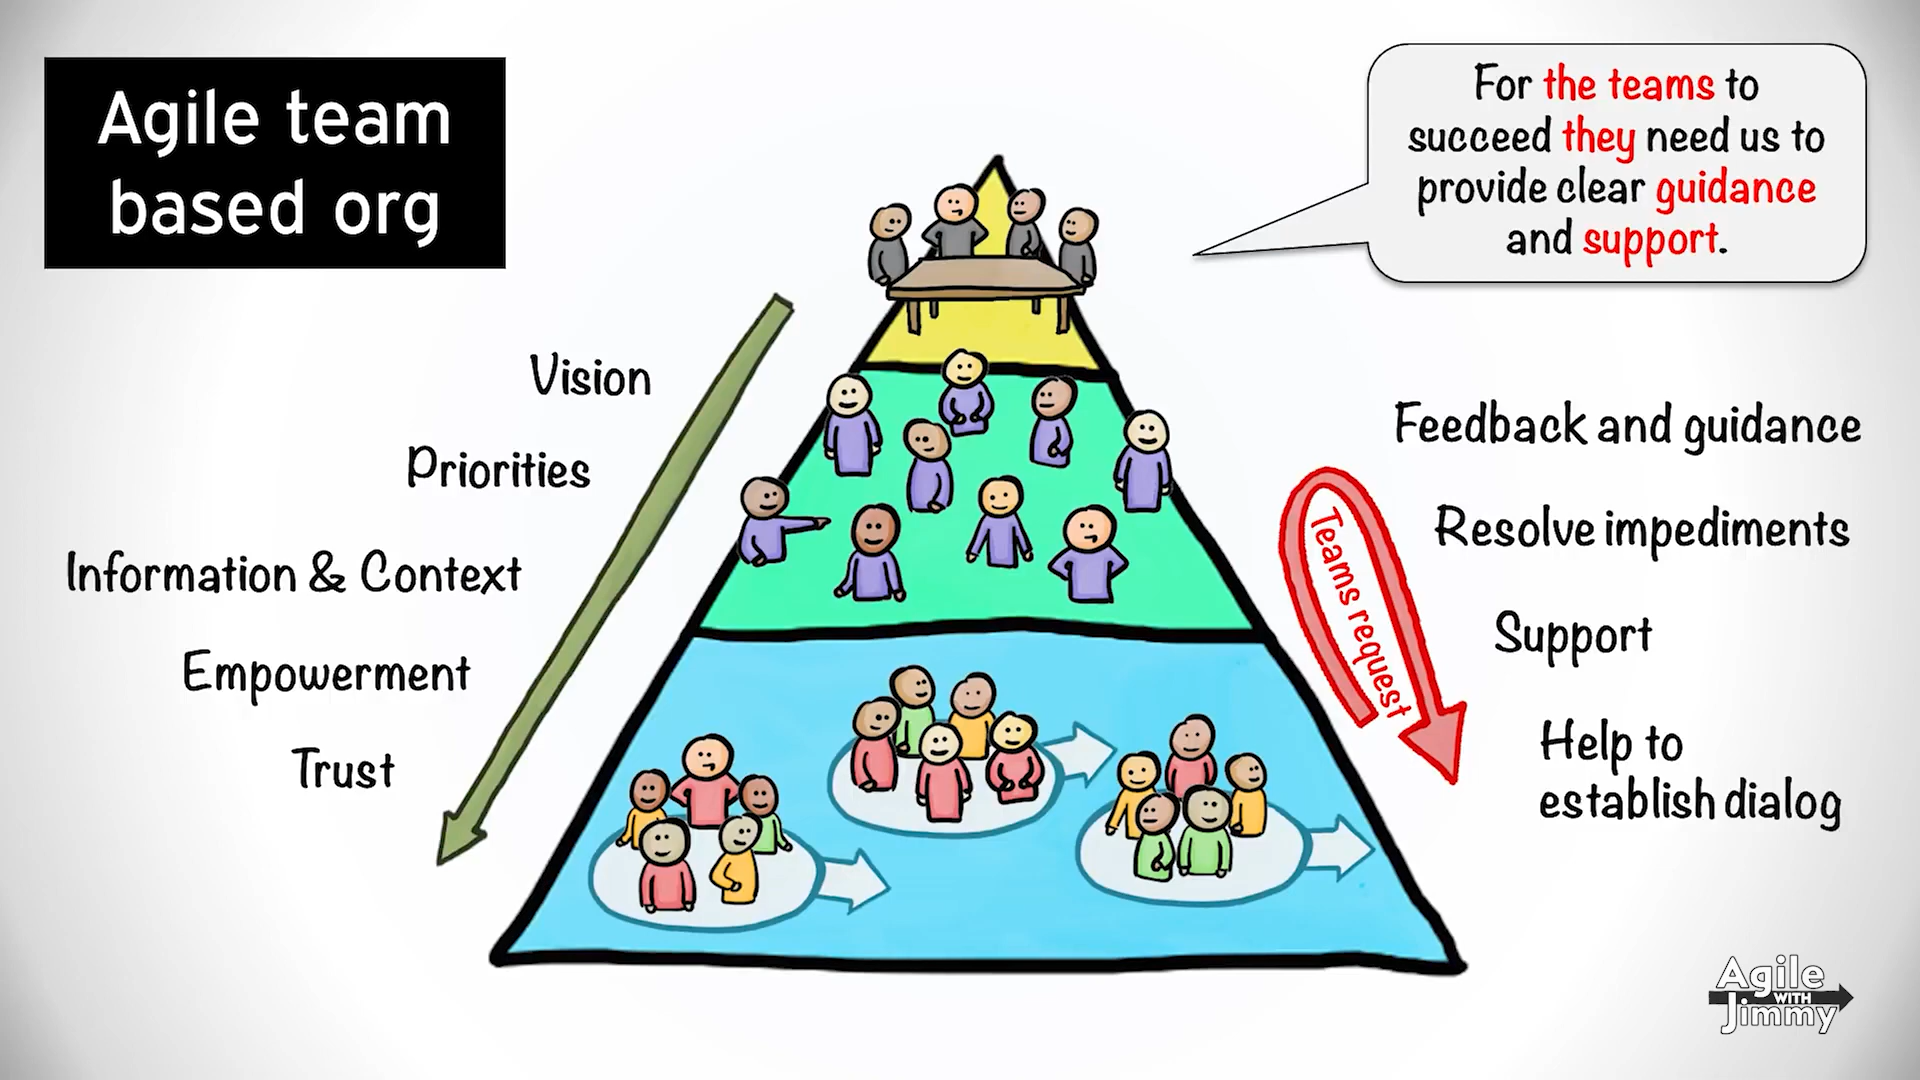 Agile team
based org
For the teams to
succeed they need us to
provide clear guidance
and support.
Vision
Priorities
Information & Context
Empowerment
Trust
Feedback and guidance
Resolve impediments
Support
Help to
establish dialog
Teams request
Agile
WITH
Jimmy